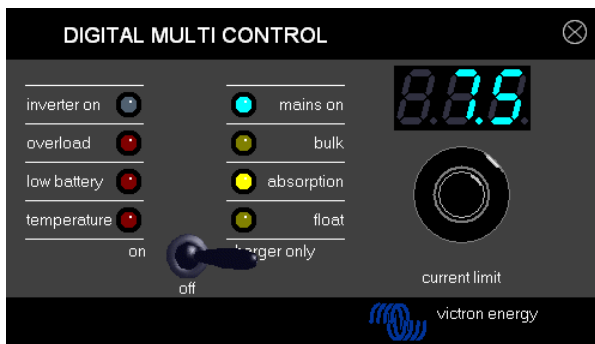 DIGITAL MULTI CONTROL
7.5
inverter on
mains on
overload
bulk
low battery
absorption
temperature
float
on
charger only
off
current limit
victron energy